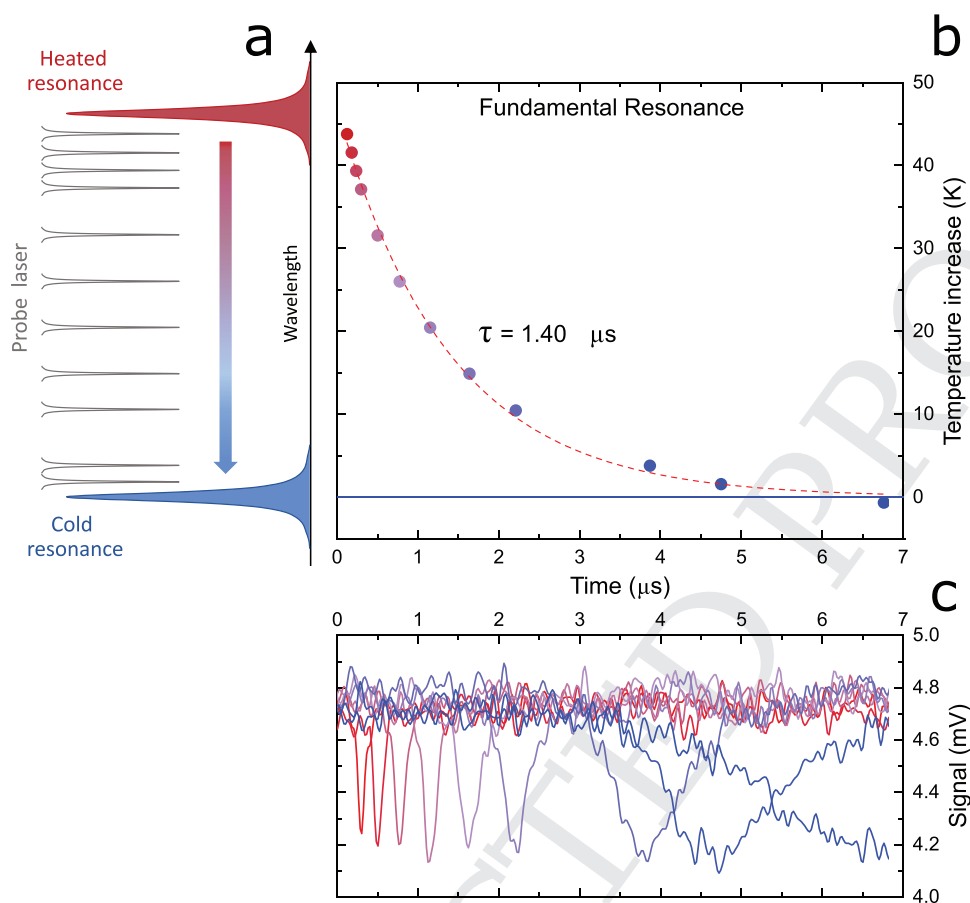 a
Heated
resonance
Probe laser
Wavelength
Cold
resonance
b
Fundamental Resonance
τ = 1.40 μs
50
40
30
20
10
0
Temperature increase (K)
0 1 2 3 4 5 6 7
Time (μs)
c
0 1 2 3 4 5 6 7
5.0
4.8
4.6
4.4
4.2
4.0
Signal (mV)